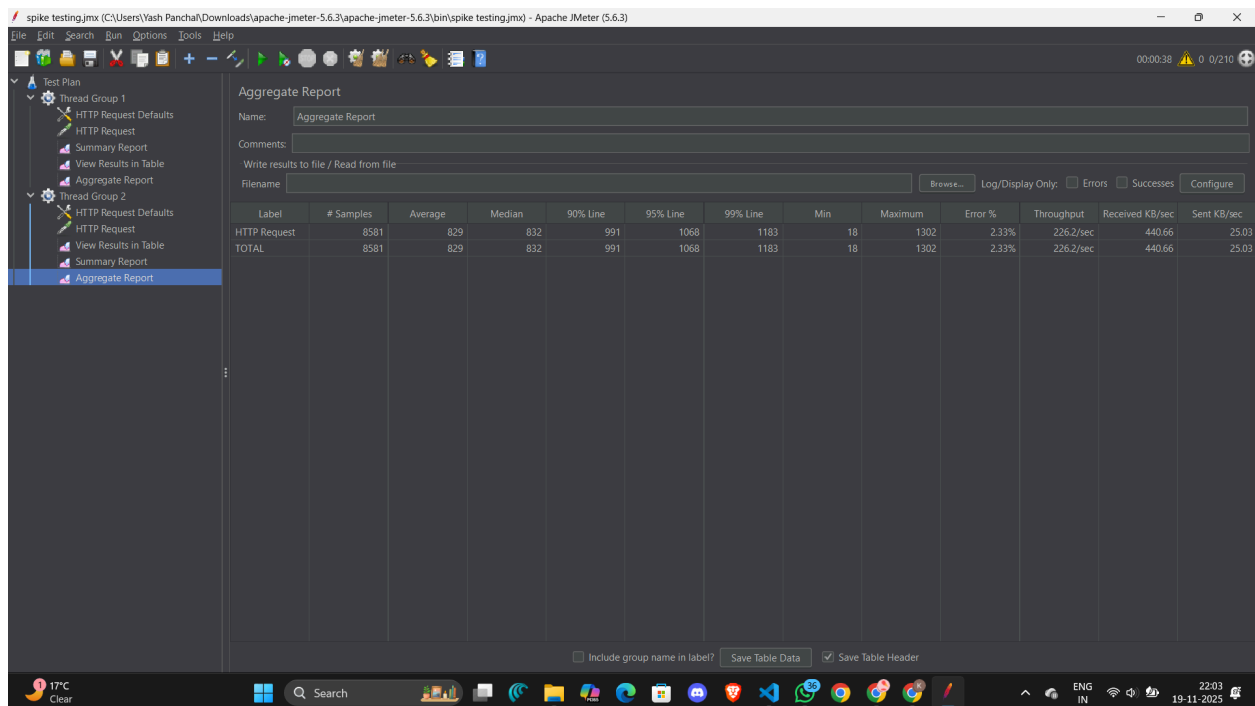 spike testing.jmx (C:\Users\Yash Panchal\Downloads\apache-jmeter-5.6.3\apache-jmeter-5.6.3\bin\spike testing.jmx) - Apache JMeter (5.6.3)
File Edit Search Run Options Tools Help
00:00:38 0 0/210
Test Plan
Thread Group 1
HTTP Request Defaults
HTTP Request
Summary Report
View Results in Table
Aggregate Report
Thread Group 2
HTTP Request Defaults
HTTP Request
View Results in Table
Summary Report
Aggregate Report
Aggregate Report
Name: Aggregate Report
Comments:
Write results to file / Read from file
Filename Browse... Log/Display Only: Errors Successes Configure
Label # Samples Average Median 90% Line 95% Line 99% Line Min Maximum Error % Throughput Received KB/sec Sent KB/sec
HTTP Request 8581 829 832 991 1068 1183 18 1302 2.33% 226.2/sec 440.66 25.03
TOTAL 8581 829 832 991 1068 1183 18 1302 2.33% 226.2/sec 440.66 25.03
Include group name in label? Save Table Data Save Table Header
1 17°C
Clear
Search
36
ENG
IN
22:03
19-11-2025